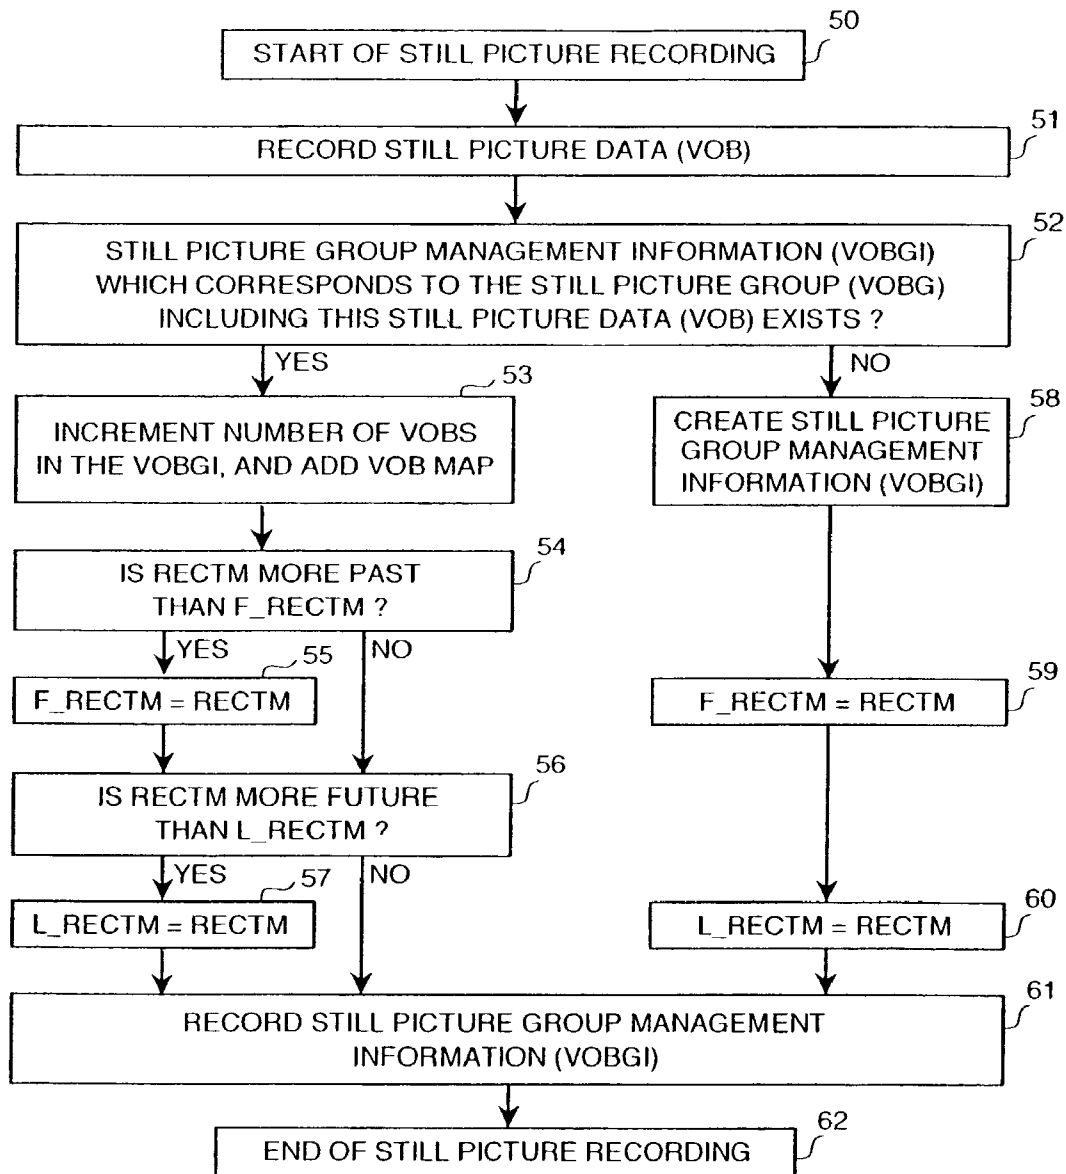 50
START OF STILL PICTURE RECORDING
51
RECORD STILL PICTURE DATA (VOB)
52
STILL PICTURE GROUP MANAGEMENT INFORMATION (VOBGI)
WHICH CORRESPONDS TO THE STILL PICTURE GROUP (VOBG)
INCLUDING THIS STILL PICTURE DATA (VOB) EXISTS ?
YES
NO
53
INCREMENT NUMBER OF VOBS
IN THE VOBGI, AND ADD VOB MAP
58
CREATE STILL PICTURE
GROUP MANAGEMENT
INFORMATION (VOBGI)
54
IS RECTM MORE PAST
THAN F_RECTM ?
YES
NO
55
F_RECTM = RECTM
59
F_RECTM = RECTM
56
IS RECTM MORE FUTURE
THAN L_RECTM ?
YES
NO
57
L_RECTM = RECTM
60
L_RECTM = RECTM
61
RECORD STILL PICTURE GROUP MANAGEMENT
INFORMATION (VOBGI)
62
END OF STILL PICTURE RECORDING